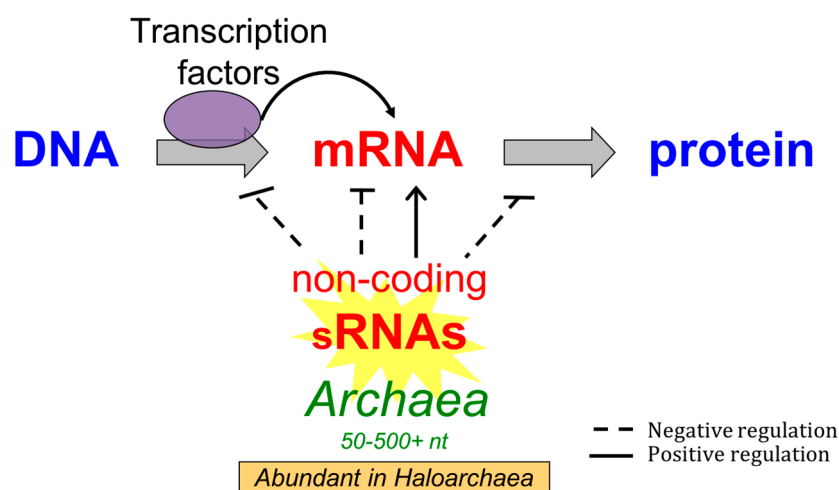 Transcription
factors
DNA
mRNA
protein
non-coding
sRNAs
Archaea
50-500+ nt
Abundant in Haloarchaea
Negative regulation
Positive regulation